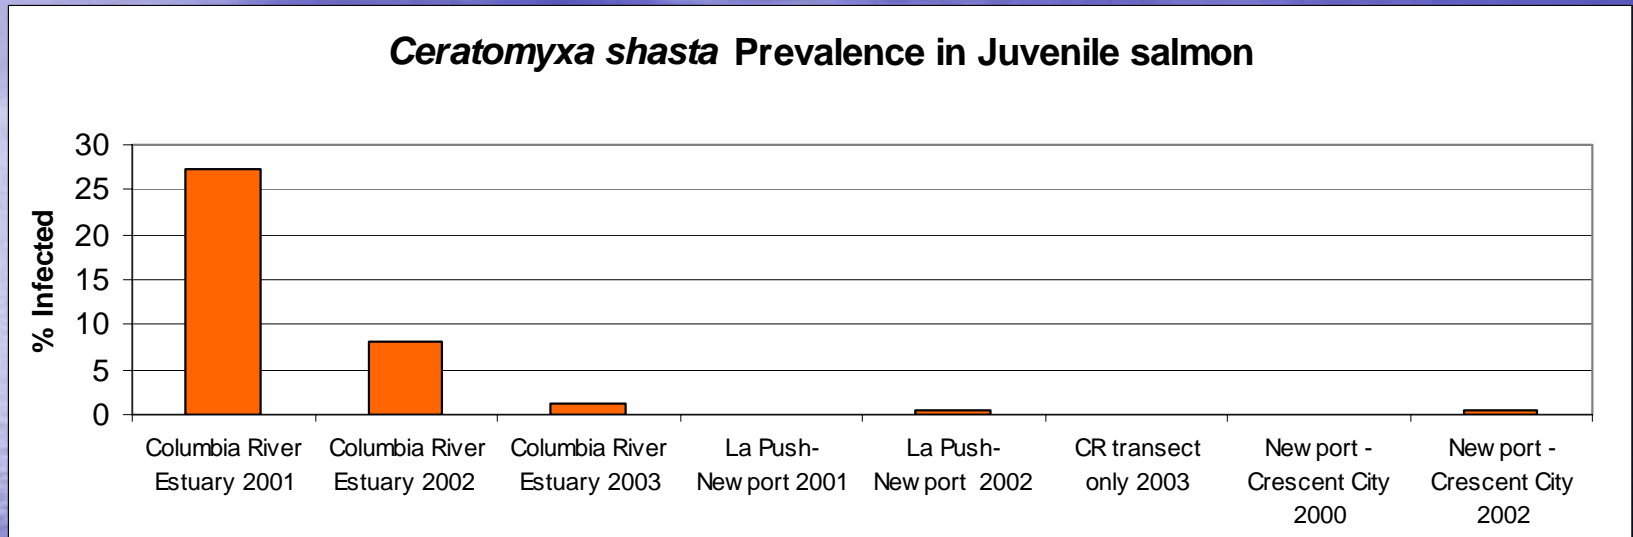 Ceratomyxa shasta Prevalence in Juvenile salmon
30
25
20
15
10
5
0
% Infected
Columbia River
Estuary 2001
Columbia River
Estuary 2002
Columbia River
Estuary 2003
La Push-
New port 2001
La Push-
New port 2002
CR transect
only 2003
New port -
Crescent City
2000
New port -
Crescent City
2002